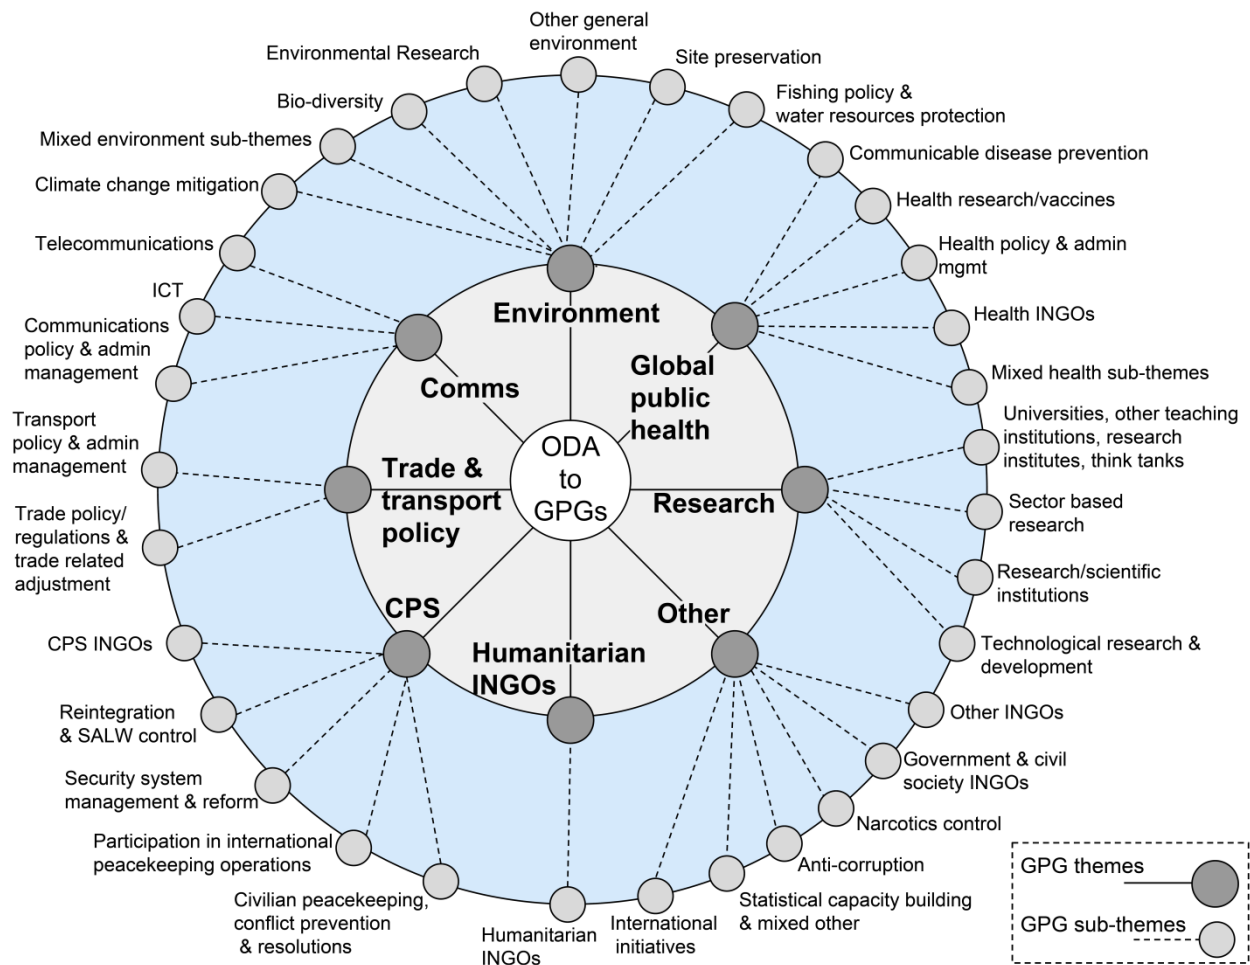 Other general
environment
Environmental Research
Site preservation
Bio-diversity
Fishing policy &
water resources protection
Mixed environment sub-themes
Communicable disease prevention
Climate change mitigation
Health research/vaccines
Telecommunications
Health policy & admin
mgmt
ICT
Health INGOs
Communications
policy & admin
management
Mixed health sub-themes
Transport
policy & admin
management
Universities, other teaching
institutions, research
institutes, think tanks
Trade policy/
regulations &
trade related
adjustment
Sector based
research
Research/scientific
institutions
CPS INGOs
Technological research &
development
Reintegration
& SALW control
Other INGOs
Security system
management & reform
Government & civil
society INGOs
Participation in international
peacekeeping operations
Narcotics control
Civilian peacekeeping,
conflict prevention
& resolutions
Anti-corruption
Humanitarian
INGOs
International
initiatives
Statistical capacity building
& mixed other
Environment
Comms
Global
public
health
Trade &
transport
policy
ODA
to
GPGs
Research
CPS
Other
Humanitarian
INGOs
GPG themes
GPG sub-themes